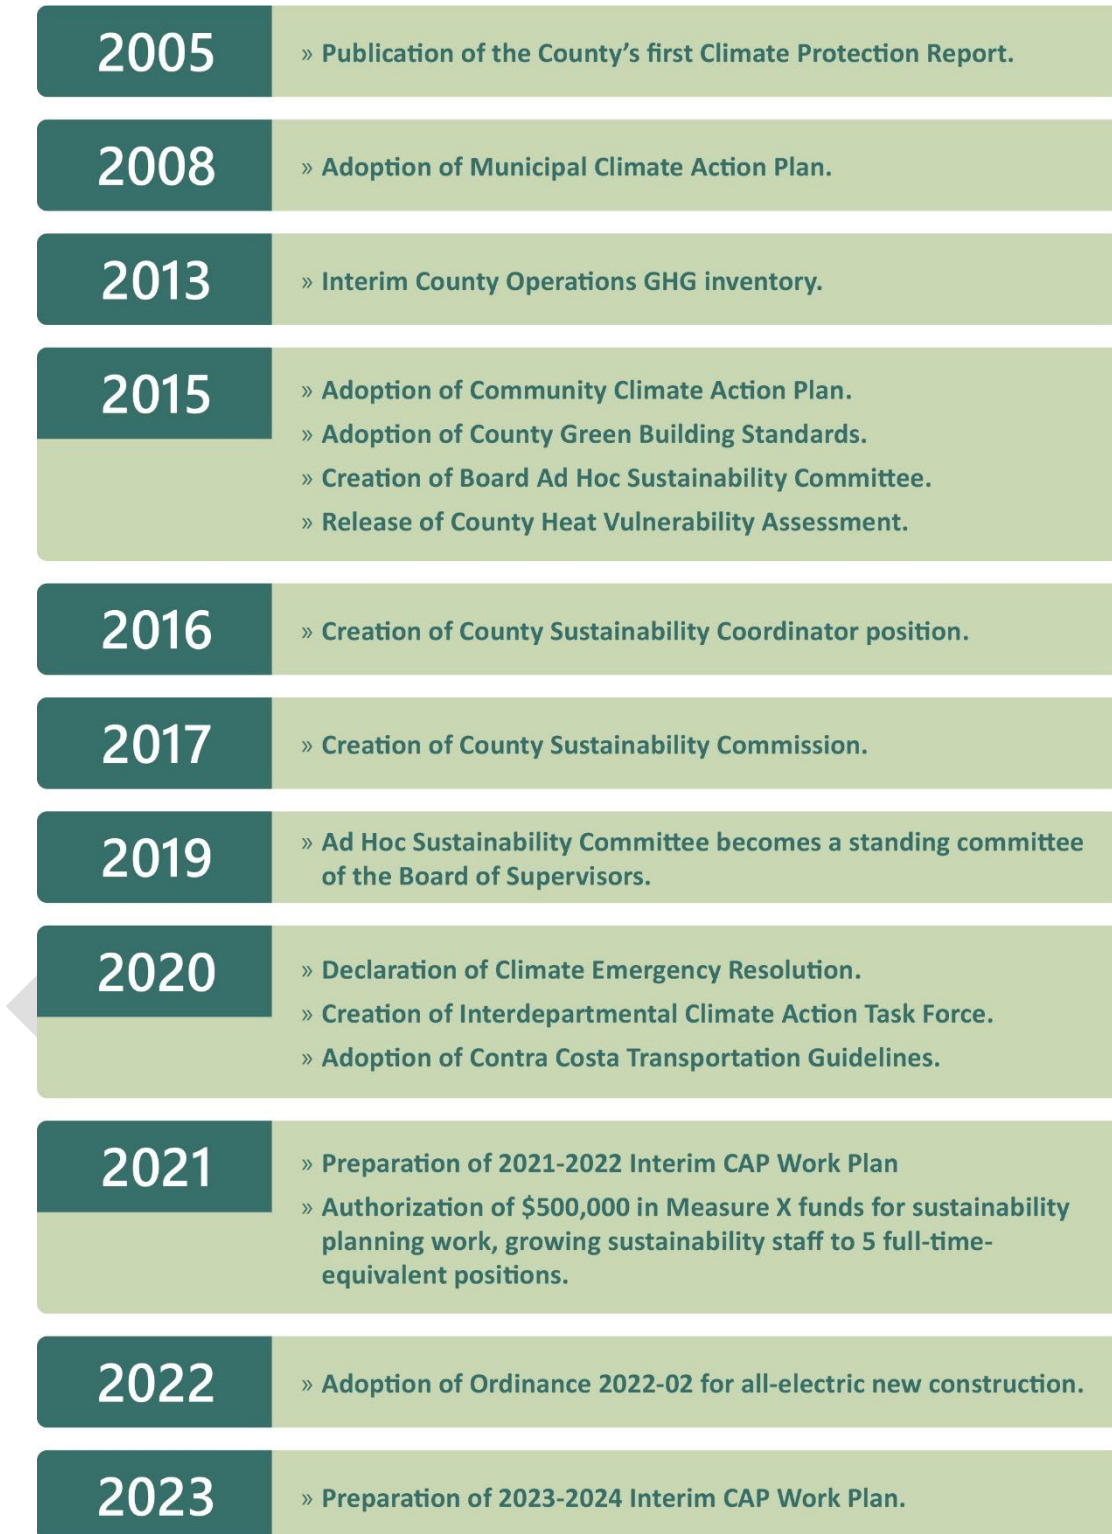 2005
» Publication of the County’s first Climate Protection Report.
2008
» Adoption of Municipal Climate Action Plan.
2013
» Interim County Operations GHG inventory.
2015
» Adoption of Community Climate Action Plan.
» Adoption of County Green Building Standards.
» Creation of Board Ad Hoc Sustainability Committee.
» Release of County Heat Vulnerability Assessment.
2016
» Creation of County Sustainability Coordinator position.
2017
» Creation of County Sustainability Commission.
2019
» Ad Hoc Sustainability Committee becomes a standing committee
of the Board of Supervisors.
2020
» Declaration of Climate Emergency Resolution.
» Creation of Interdepartmental Climate Action Task Force.
» Adoption of Contra Costa Transportation Guidelines.
2021
» Preparation of 2021-2022 Interim CAP Work Plan
» Authorization of $500,000 in Measure X funds for sustainability
planning work, growing sustainability staff to 5 full-time-
equivalent positions.
2022
» Adoption of Ordinance 2022-02 for all-electric new construction.
2023
» Preparation of 2023-2024 Interim CAP Work Plan.